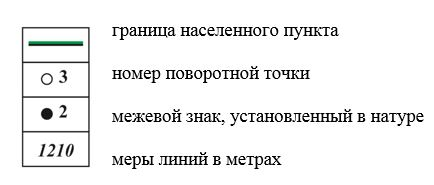 граница населенного пункта
3 номер поворотной точки
2 межевой знак, установленный в натуре
1210 меры линий в метрах